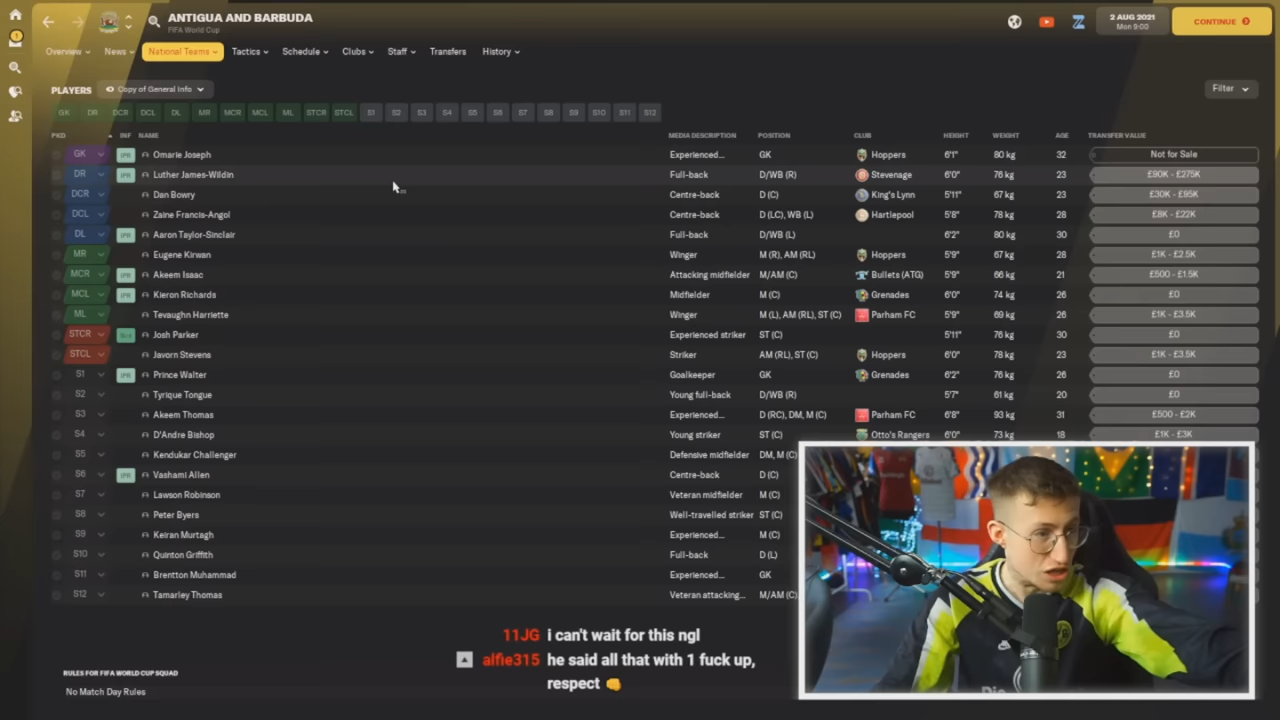 ANTIGUA AND BARBUDA
FIFA World Cup
2 AUG 2021
Mon 9:00
CONTINUE
Overview
News
National Teams
Tactics
Schedule
Clubs
Staff
Transfers
History
PLAYERS
Copy of General Info
Filter
GK DR DCR DCL DL MR MCR MCL ML STCR STCL S1 S2 S3 S4 S5 S6 S7 S8 S9 S10 S11 S12
PKD INF NAME MEDIA DESCRIPTION POSITION CLUB HEIGHT WEIGHT AGE TRANSFER VALUE
GK IPR Omarie Joseph Experienced... GK Hoppers 6'1" 80 kg 32 Not for Sale
DR IPR Luther James-Wildin Full-back D/WB (R) Stevenage 6'0" 76 kg 23 £90K - £275K
DCR Dan Bowry Centre-back D (C) King's Lynn 5'11" 67 kg 23 £30K - £95K
DCL Zaine Francis-Angol Centre-back D (LC), WB (L) Hartlepool 5'8" 78 kg 28 £8K - £22K
DL IPR Aaron Taylor-Sinclair Full-back D/WB (L) 6'2" 80 kg 30 £0
MR Eugene Kirwan Winger M (R), AM (RL) Hoppers 5'9" 67 kg 28 £1K - £2.5K
MCR IPR Akeem Isaac Attacking midfielder M/AM (C) Bullets (ATG) 5'9" 66 kg 21 £500 - £1.5K
MCL IPR Kieron Richards Midfielder M (C) Grenades 6'0" 74 kg 26 £0
ML Tevaughn Harriette Winger M (L), AM (RL), ST (C) Parham FC 5'9" 69 kg 26 £1K - £3.5K
STCR Josh Parker Experienced striker ST (C) 5'11" 76 kg 30 £0
STCL Javorn Stevens Striker AM (RL), ST (C) Hoppers 6'0" 78 kg 23 £1K - £3.5K
S1 IPR Prince Walter Goalkeeper GK Grenades 6'2" 76 kg 26 £0
S2 Tyrique Tongue Young full-back D/WB (R) 5'7" 61 kg 20 £0
S3 Akeem Thomas Experienced... D (RC), DM, M (C) Parham FC 6'8" 93 kg 31 £500 - £2K
S4 D'Andre Bishop Young striker ST (C) Otto's Rangers 6'0" 73 kg 18 £1K - £3K
S5 Kendukar Challenger Defensive midfielder DM, M (C)
S6 IPR Vashami Allen Centre-back D (C)
S7 Lawson Robinson Veteran midfielder M (C)
S8 Peter Byers Well-travelled striker ST (C)
S9 Keiran Murtagh Experienced... M (C)
S10 Quinton Griffith Full-back D (L)
S11 Brentton Muhammad Experienced... GK
S12 Tamarley Thomas Veteran attacking... M/AM (C)
11JG i can't wait for this ngl
alfie315 he said all that with 1 fuck up,
respect 👊
RULES FOR FIFA WORLD CUP SQUAD
No Match Day Rules